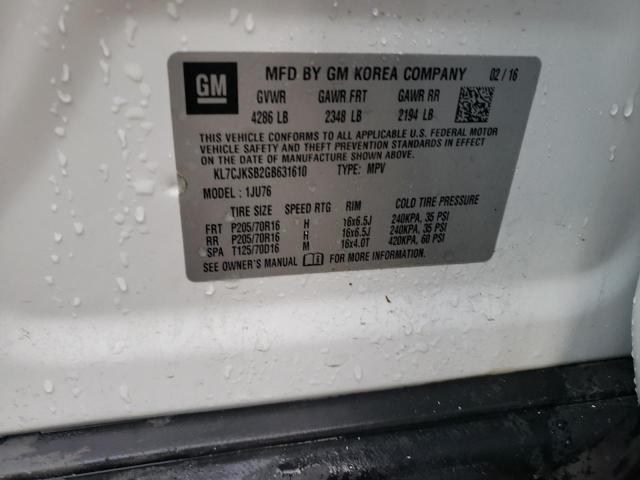 GM MFD BY GM KOREA COMPANY 02/16
GVWR GAWR FRT GAWR RR
4286 LB 2348 LB 2194 LB
THIS VEHICLE CONFORMS TO ALL APPLICABLE U.S. FEDERAL MOTOR
VEHICLE SAFETY AND THEFT PREVENTION STANDARDS IN EFFECT ON
THE DATE OF MANUFACTURE SHOWN ABOVE.
KL7CJKSB2GB631610 TYPE: MPV
MODEL: 1JU76
TIRE SIZE SPEED RTG RIM COLD TIRE PRESSURE
FRT P205/70R16 H 16x6.5J 240KPA, 35 PSI
RR P205/70R16 H 16x6.5J 240KPA, 35 PSI
SPA T125/70D16 M 16x4.0T 420KPA, 60 PSI
SEE OWNER'S MANUAL FOR MORE INFORMATION